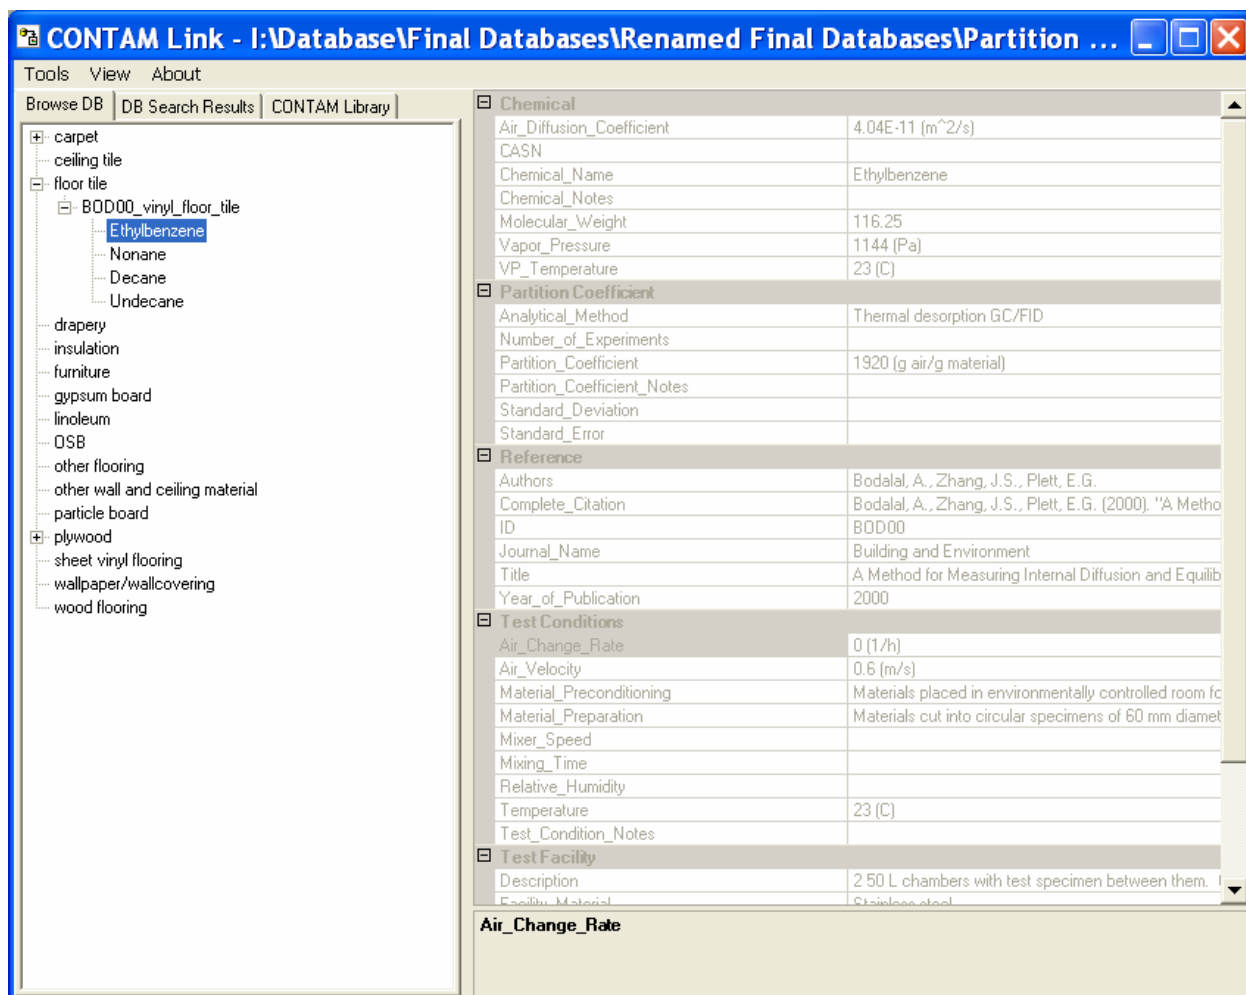 CONTAM Link - I:\Database\Final Databases\Renamed Final Databases\Partition ...
Tools View About
Browse DB DB Search Results CONTAM Library
carpet
ceiling tile
floor tile
BOD00_vinyl_floor_tile
Ethylbenzene
Nonane
Decane
Undecane
drapery
insulation
furniture
gypsum board
linoleum
OSB
other flooring
other wall and ceiling material
particle board
plywood
sheet vinyl flooring
wallpaper/wallcovering
wood flooring
Chemical
Air_Diffusion_Coefficient 4.04E-11 (m^2/s)
CASN
Chemical_Name Ethylbenzene
Chemical_Notes
Molecular_Weight 116.25
Vapor_Pressure 1144 (Pa)
VP_Temperature 23 (C)
Partition Coefficient
Analytical_Method Thermal desorption GC/FID
Number_of_Experiments
Partition_Coefficient 1920 (g air/g material)
Partition_Coefficient_Notes
Standard_Deviation
Standard_Error
Reference
Authors Bodalal, A., Zhang, J.S., Plett, E.G.
Complete_Citation Bodalal, A., Zhang, J.S., Plett, E.G. (2000). "A Metho
ID BOD00
Journal_Name Building and Environment
Title A Method for Measuring Internal Diffusion and Equilib
Year_of_Publication 2000
Test Conditions
Air_Change_Rate 0 (1/h)
Air_Velocity 0.6 (m/s)
Material_Preconditioning Materials placed in environmentally controlled room fo
Material_Preparation Materials cut into circular specimens of 60 mm diamet
Mixer_Speed
Mixing_Time
Relative_Humidity
Temperature 23 (C)
Test_Condition_Notes
Test Facility
Description 2 50 L chambers with test specimen between them.
Facility_Material Stainless steel
Air_Change_Rate